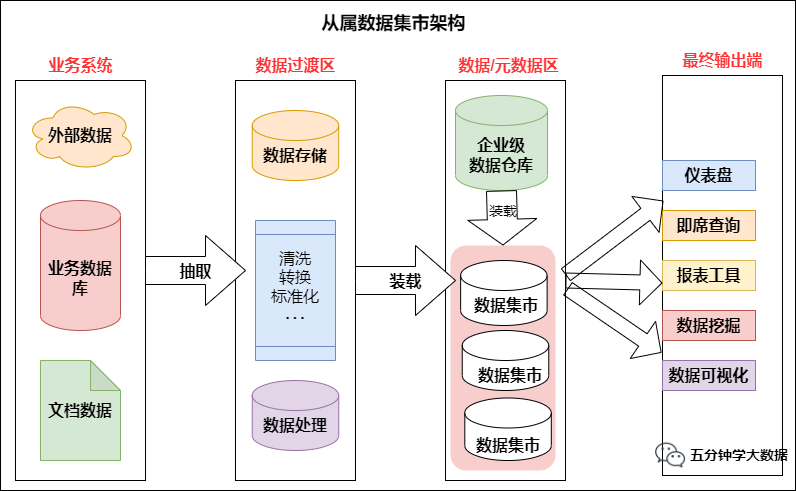 从属数据集市架构
业务系统
数据过渡区
数据/元数据区
最终输出端
外部数据
业务数据
库
文档数据
抽取
数据存储
清洗
转换
标准化
...
数据处理
装载
企业级
数据仓库
装载
数据集市
数据集市
数据集市
仪表盘
即席查询
报表工具
数据挖掘
数据可视化
五分钟学大数据